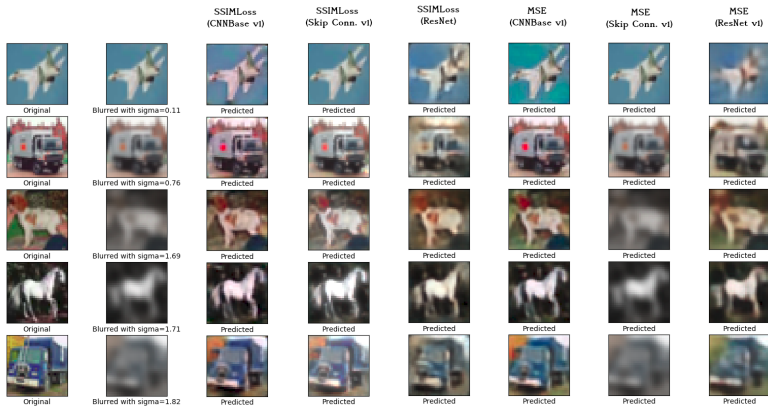 SSIMLoss
(CNNBase v1)
SSIMLoss
(Skip Conn. v1)
SSIMLoss
(ResNet)
MSE
(CNNBase v1)
MSE
(Skip Conn. v1)
MSE
(ResNet v1)
Original
Blurred with sigma=0.11
Predicted
Predicted
Predicted
Predicted
Predicted
Predicted
Original
Blurred with sigma=0.76
Predicted
Predicted
Predicted
Predicted
Predicted
Predicted
Original
Blurred with sigma=1.69
Predicted
Predicted
Predicted
Predicted
Predicted
Predicted
Original
Blurred with sigma=1.71
Predicted
Predicted
Predicted
Predicted
Predicted
Predicted
Original
Blurred with sigma=1.82
Predicted
Predicted
Predicted
Predicted
Predicted
Predicted